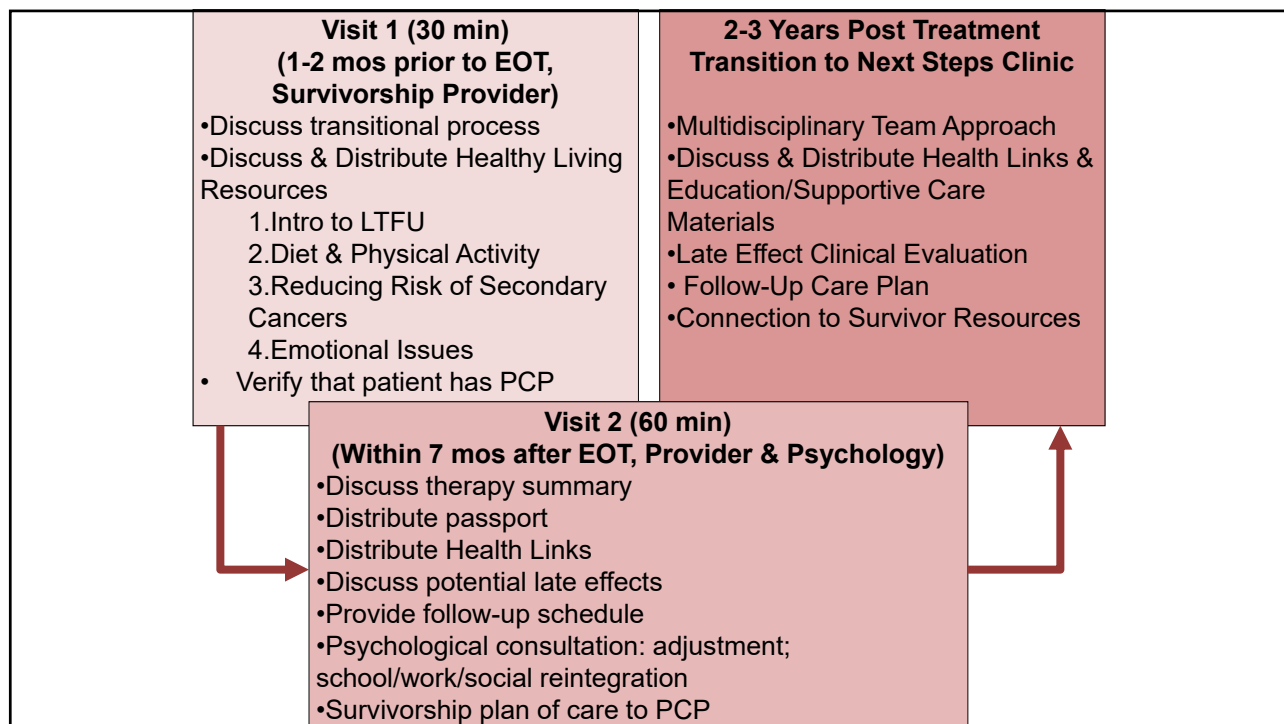 Visit 1 (30 min)
(1-2 mos prior to EOT,
Survivorship Provider)
•Discuss transitional process
•Discuss & Distribute Healthy Living
Resources
1.Intro to LTFU
2.Diet & Physical Activity
3.Reducing Risk of Secondary
Cancers
4.Emotional Issues
• Verify that patient has PCP
Visit 2 (60 min)
(Within 7 mos after EOT, Provider & Psychology)
•Discuss therapy summary
•Distribute passport
•Distribute Health Links
•Discuss potential late effects
•Provide follow-up schedule
•Psychological consultation: adjustment;
school/work/social reintegration
•Survivorship plan of care to PCP
2-3 Years Post Treatment
Transition to Next Steps Clinic
•Multidisciplinary Team Approach
•Discuss & Distribute Health Links &
Education/Supportive Care
Materials
•Late Effect Clinical Evaluation
• Follow-Up Care Plan
•Connection to Survivor Resources